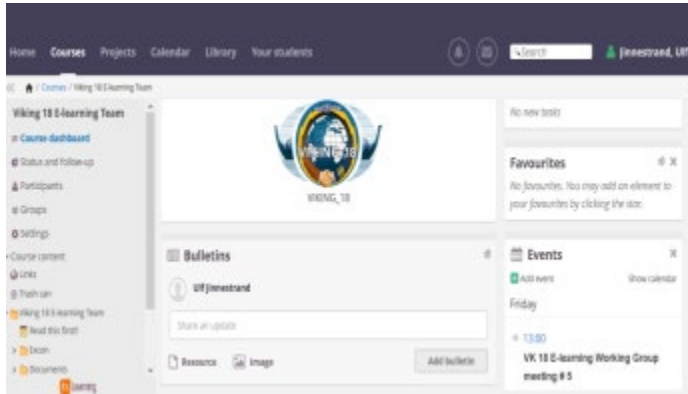 Home Courses Projects Calendar Library Your students Search Jinnestrand, Ulf
/ Courses / Viking 18 E-learning Team
Viking 18 E-learning Team
Course dashboard
Status and follow-up
Participants
Groups
Settings
Course content
Links
Trash can
Viking 18 E-learning Team
Read this first!
Excon
Documents
Learning
VIKING_18
VIKING_18
Bulletins
Ulf Jinnestrand
Share an update
Resource Image Add bulletin
No new tasks
Favourites
No favourites. You may add an element to
your favourites by clicking the star.
Events
Add event Show calendar
Friday
13:00
VK 18 E-learning Working Group
meeting # 5